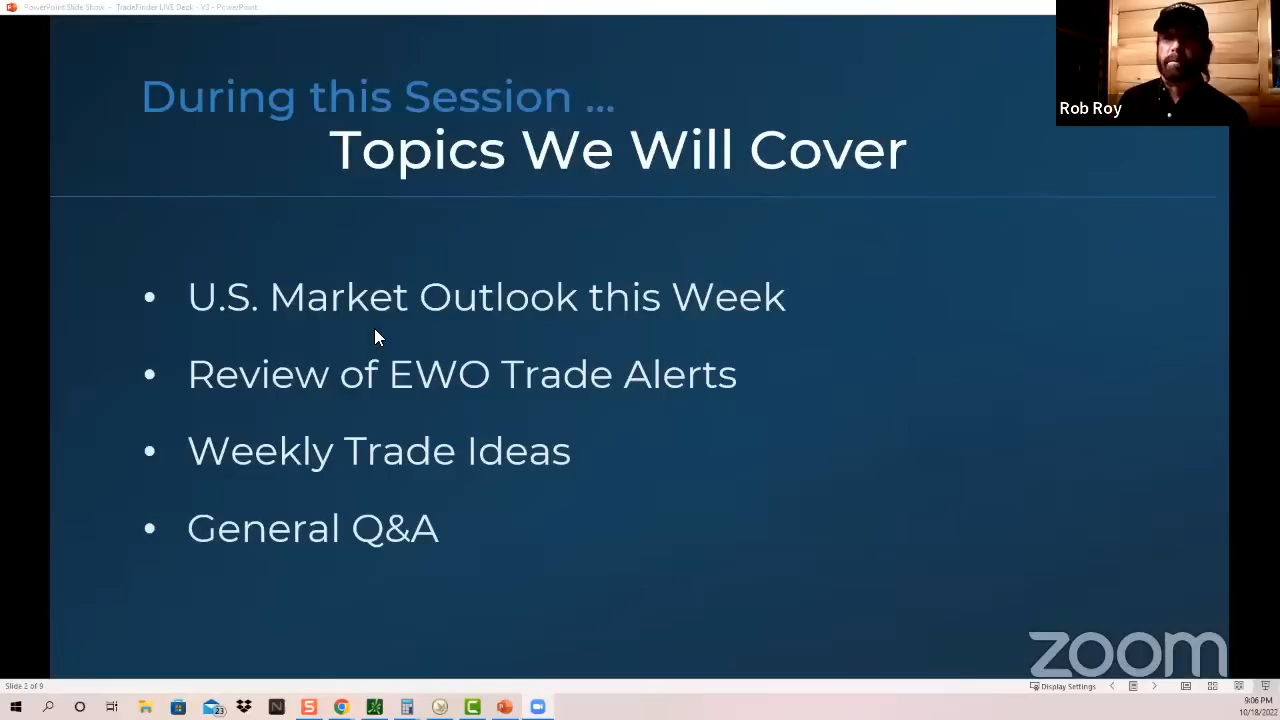 PowerPoint Slide Show - TradeFinder LIVE Deck - V3 - PowerPoint
Rob Roy
During this Session ...
Topics We Will Cover
• U.S. Market Outlook this Week
• Review of EWO Trade Alerts
• Weekly Trade Ideas
• General Q&A
zoom
Slide 2 of 9
Display Settings
23
9:06 PM
10/18/2022